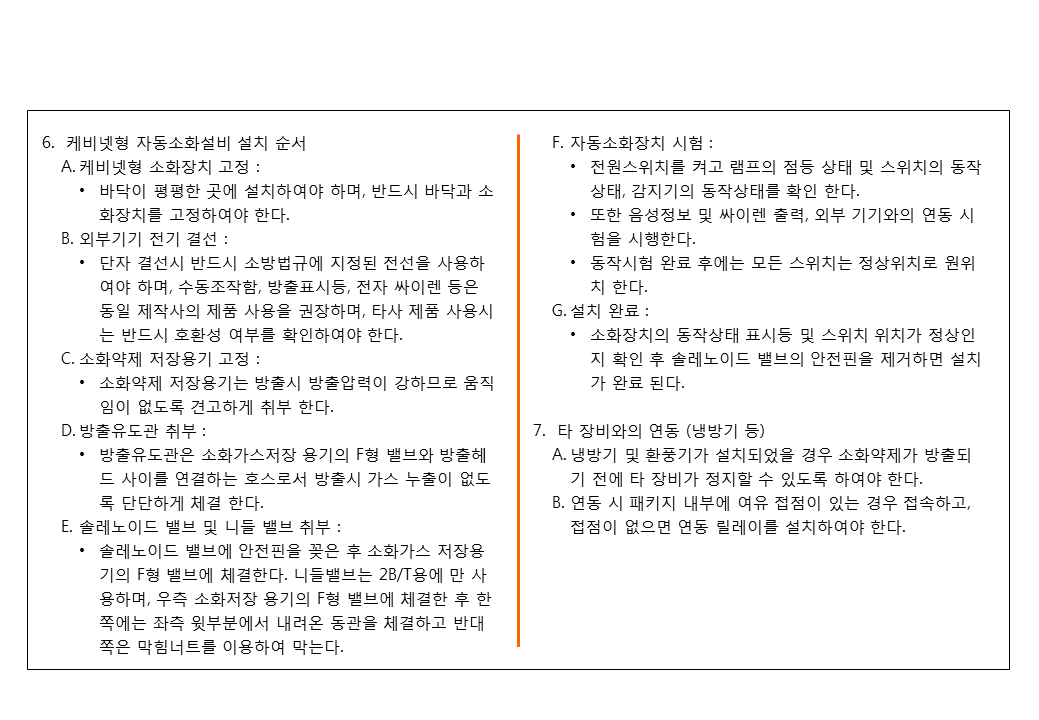 6. 케비넷형 자동소화설비 설치 순서
A. 케비넷형 소화장치 고정 :
• 바닥이 평평한 곳에 설치하여야 하며, 반드시 바닥과 소
화장치를 고정하여야 한다.
B. 외부기기 전기 결선 :
• 단자 결선시 반드시 소방법규에 지정된 전선을 사용하
여야 하며, 수동조작함, 방출표시등, 전자 싸이렌 등은
동일 제작사의 제품 사용을 권장하며, 타사 제품 사용시
는 반드시 호환성 여부를 확인하여야 한다.
C. 소화약제 저장용기 고정 :
• 소화약제 저장용기는 방출시 방출압력이 강하므로 움직
임이 없도록 견고하게 취부 한다.
D. 방출유도관 취부 :
• 방출유도관은 소화가스저장 용기의 F형 밸브와 방출헤
드 사이를 연결하는 호스로서 방출시 가스 누출이 없도
록 단단하게 체결 한다.
E. 솔레노이드 밸브 및 니들 밸브 취부 :
• 솔레노이드 밸브에 안전핀을 꽂은 후 소화가스 저장용
기의 F형 밸브에 체결한다. 니들밸브는 2B/T용에 만 사
용하며, 우측 소화저장 용기의 F형 밸브에 체결한 후 한
쪽에는 좌측 윗부분에서 내려온 동관을 체결하고 반대
쪽은 막힘너트를 이용하여 막는다.
F. 자동소화장치 시험 :
• 전원스위치를 켜고 램프의 점등 상태 및 스위치의 동작
상태, 감지기의 동작상태를 확인 한다.
• 또한 음성정보 및 싸이렌 출력, 외부 기기와의 연동 시
험을 시행한다.
• 동작시험 완료 후에는 모든 스위치는 정상위치로 원위
치 한다.
G. 설치 완료 :
• 소화장치의 동작상태 표시등 및 스위치 위치가 정상인
지 확인 후 솔레노이드 밸브의 안전핀을 제거하면 설치
가 완료 된다.
7. 타 장비와의 연동 (냉방기 등)
A. 냉방기 및 환풍기가 설치되었을 경우 소화약제가 방출되
기 전에 타 장비가 정지할 수 있도록 하여야 한다.
B. 연동 시 패키지 내부에 여유 접점이 있는 경우 접속하고,
접점이 없으면 연동 릴레이를 설치하여야 한다.